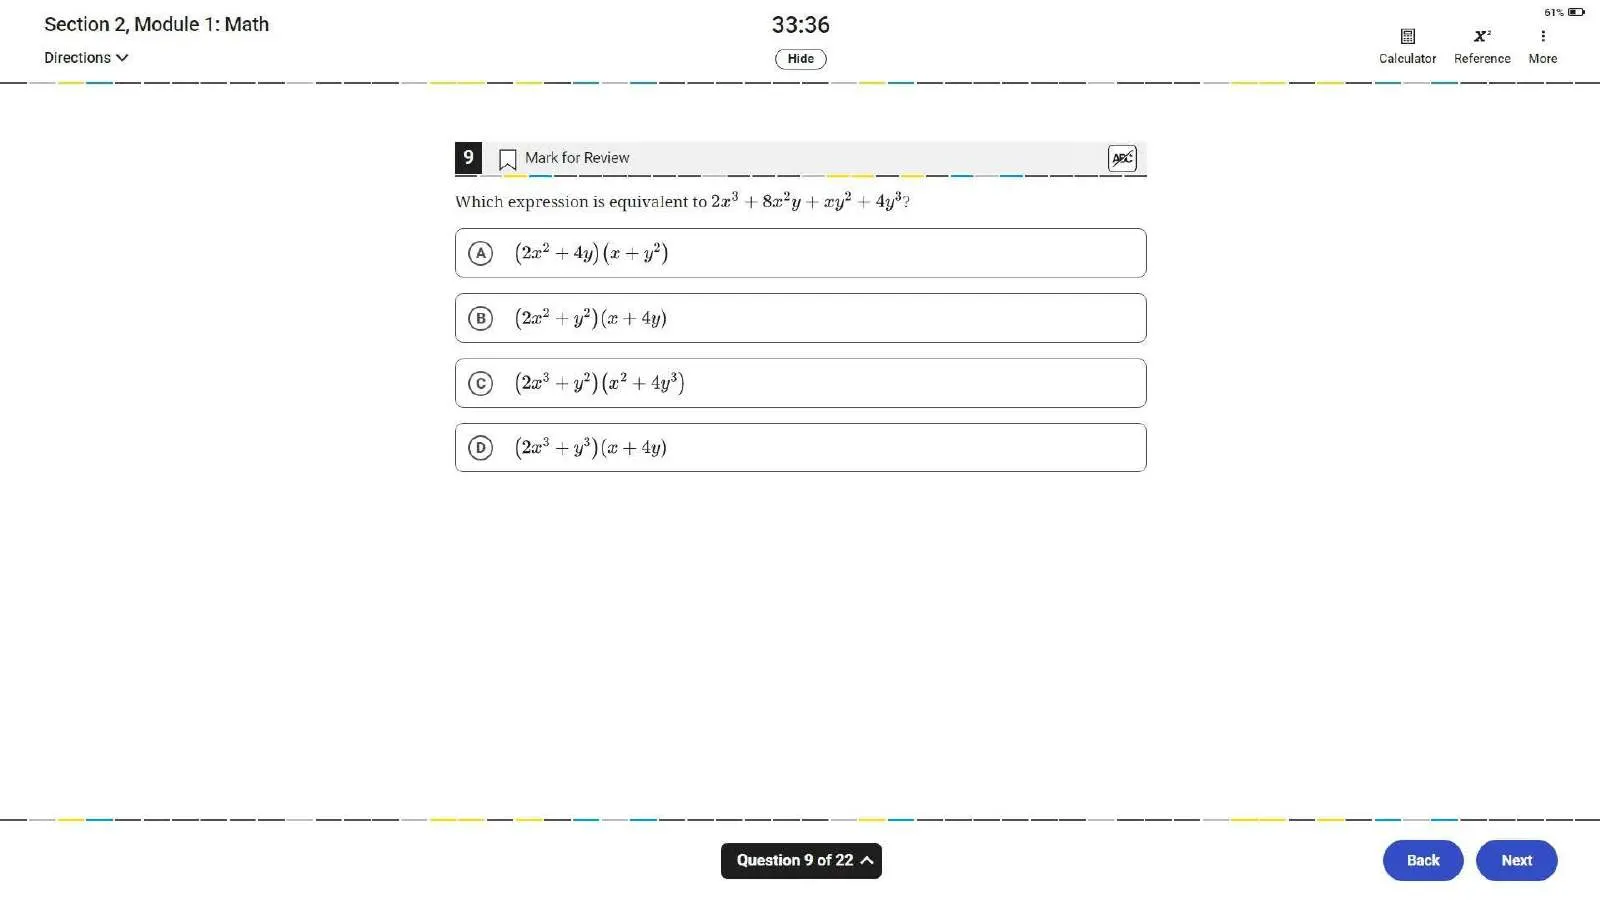 Section 2, Module 1: Math
33:36
61%
Directions
Hide
Calculator
Reference
More
9
Mark for Review
ABC
Which expression is equivalent to 2x³ + 8x²y + xy² + 4y³?
A (2x² + 4y)(x + y²)
B (2x² + y²)(x + 4y)
C (2x³ + y²)(x² + 4y³)
D (2x³ + y³)(x + 4y)
Question 9 of 22
Back
Next